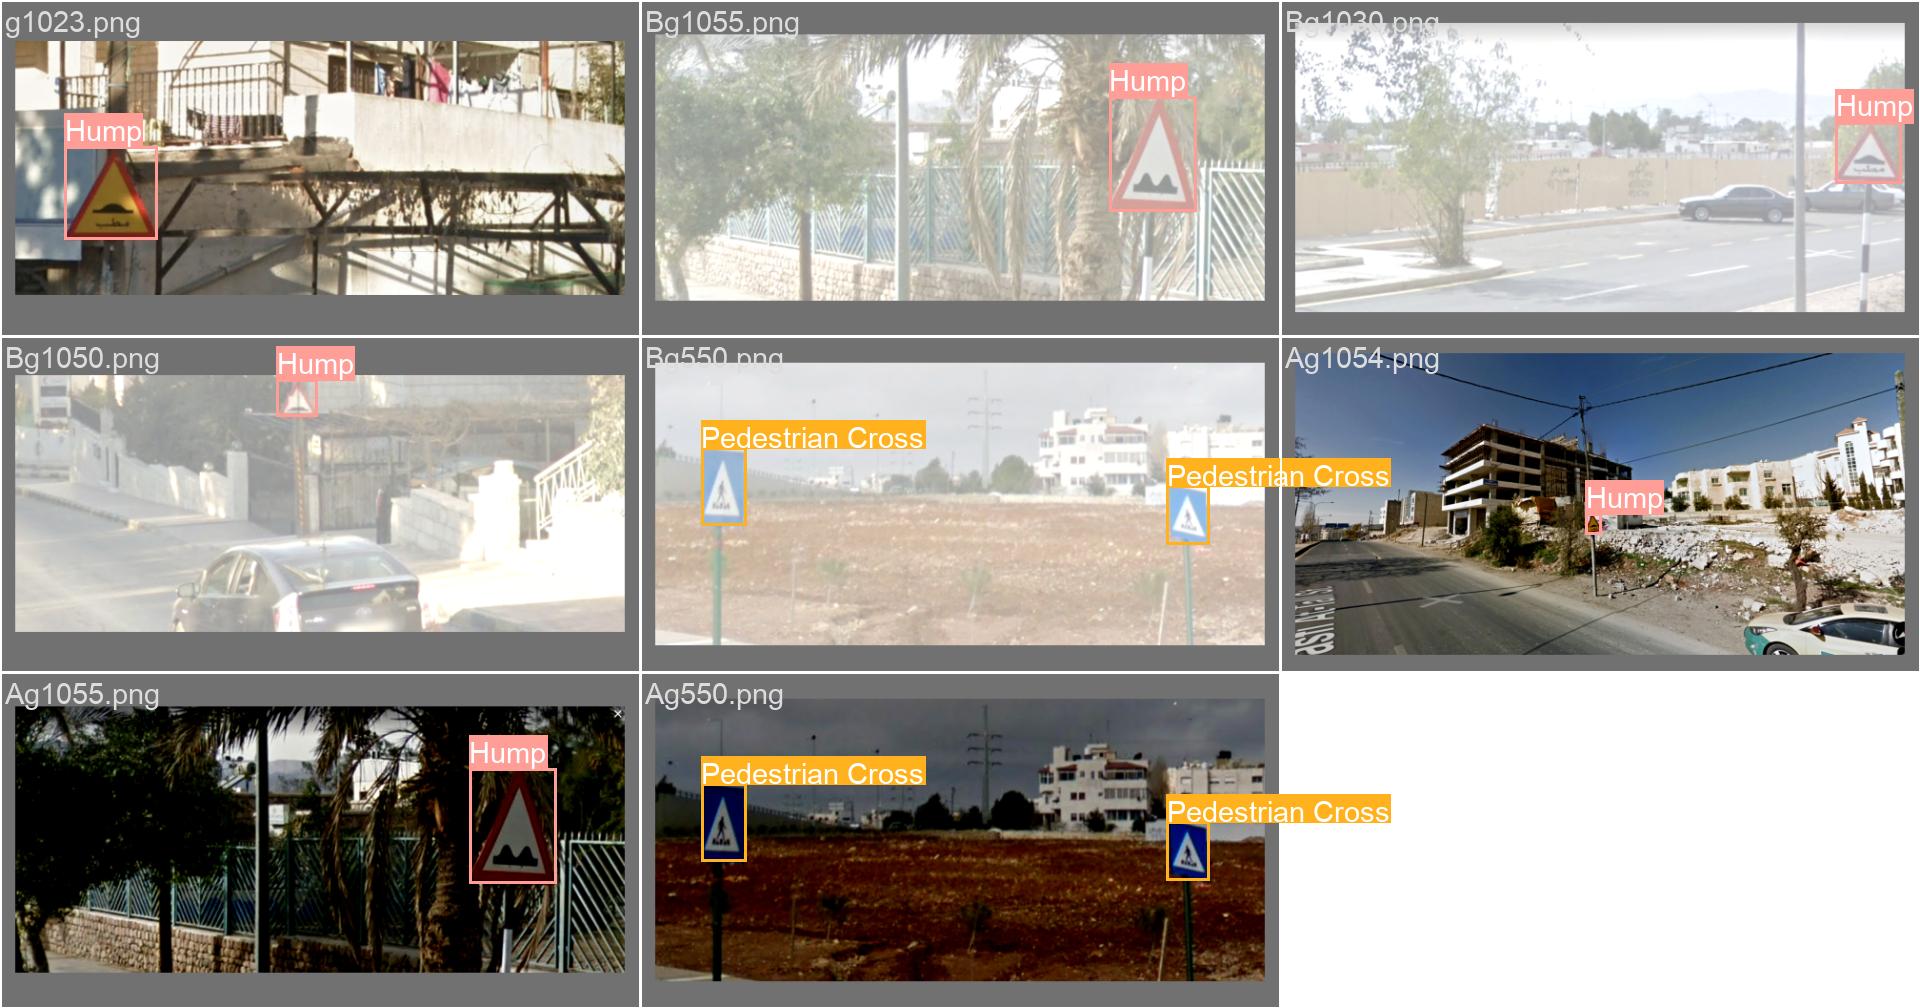 g1023.png
Hump
مطب
Bg1055.png
Hump
Bg1030.png
Hump
Bg1050.png
Hump
Bg550.png
Pedestrian Cross
Pedestrian Cross
Ag1054.png
Hump
Ag1055.png
Hump
Ag550.png
Pedestrian Cross
Pedestrian Cross